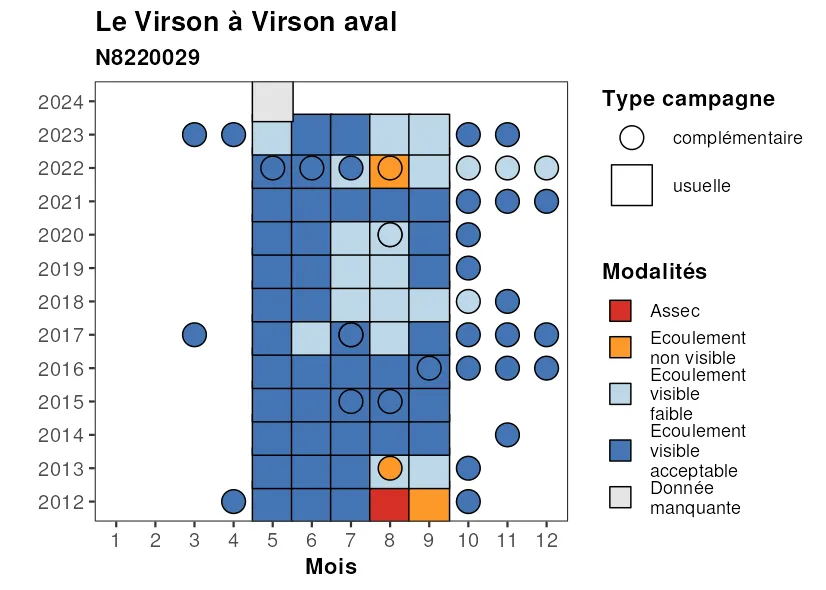 Le Virson à Virson aval
N8220029
2024
2023
2022
2021
2020
2019
2018
2017
2016
2015
2014
2013
2012
1 2 3 4 5 6 7 8 9 10 11 12
Mois
Type campagne
complémentaire
usuelle
Modalités
Assec
Ecoulement
non visible
Ecoulement
visible
faible
Ecoulement
visible
acceptable
Donnée
manquante